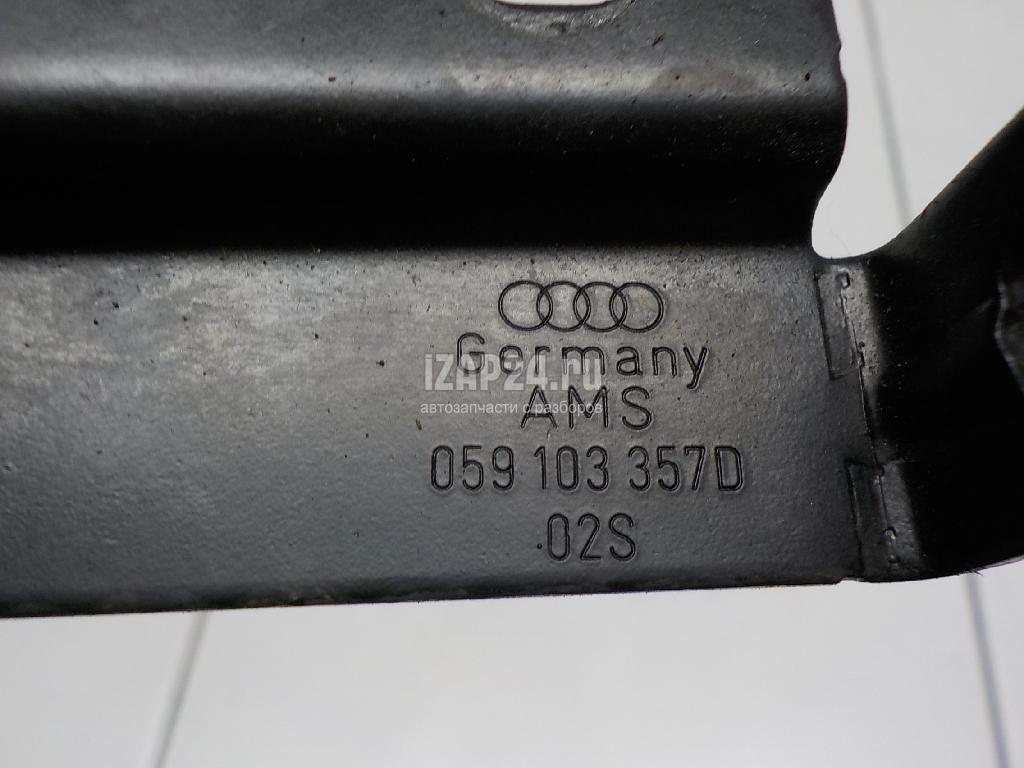 Germany
iZAP24.ru
автозапчасти с разборов
AMS
059 103 357D
02S